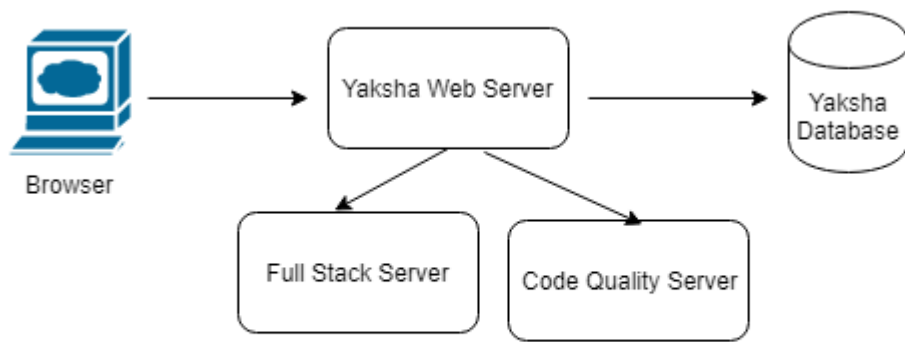 Yaksha Web Server
Yaksha
Database
Browser
Full Stack Server
Code Quality Server